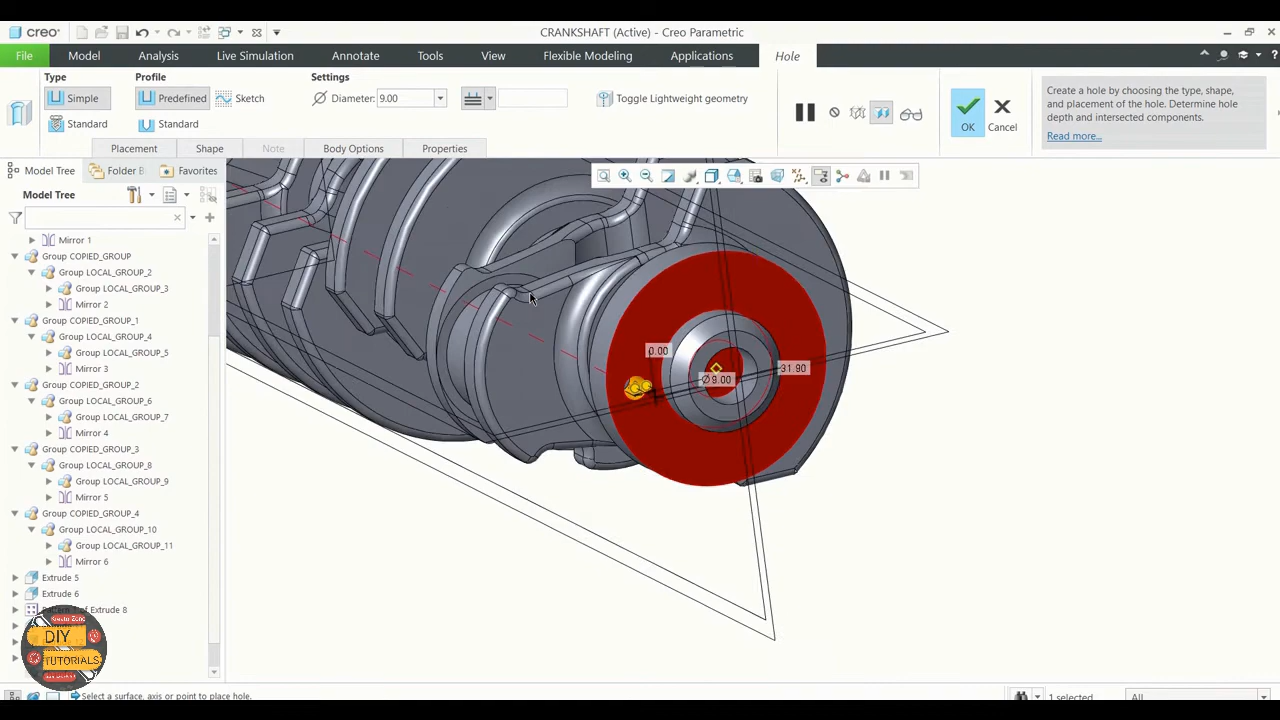 creo
CRANKSHAFT (Active) - Creo Parametric
File Model Analysis Live Simulation Annotate Tools View Flexible Modeling Applications Hole
Type Profile Settings
Simple Predefined Sketch Diameter: 9.00 Toggle Lightweight geometry
Standard Standard
OK Cancel
Create a hole by choosing the type, shape,
and placement of the hole. Determine hole
depth and intersected components.
Read more...
Placement Shape Note Body Options Properties
Model Tree Folder B Favorites
Model Tree
Mirror 1
Group COPIED_GROUP
Group LOCAL_GROUP_2
Group LOCAL_GROUP_3
Mirror 2
Group COPIED_GROUP_1
Group LOCAL_GROUP_4
Group LOCAL_GROUP_5
Mirror 3
Group COPIED_GROUP_2
Group LOCAL_GROUP_6
Group LOCAL_GROUP_7
Mirror 4
Group COPIED_GROUP_3
Group LOCAL_GROUP_8
Group LOCAL_GROUP_9
Mirror 5
Group COPIED_GROUP_4
Group LOCAL_GROUP_10
Group LOCAL_GROUP_11
Mirror 6
Extrude 5
Extrude 6
of Extrude 8
0.00
31.90
Ø9.00
DIY
TUTORIALS
Select a surface, axis or point to place hole.
1 selected
All